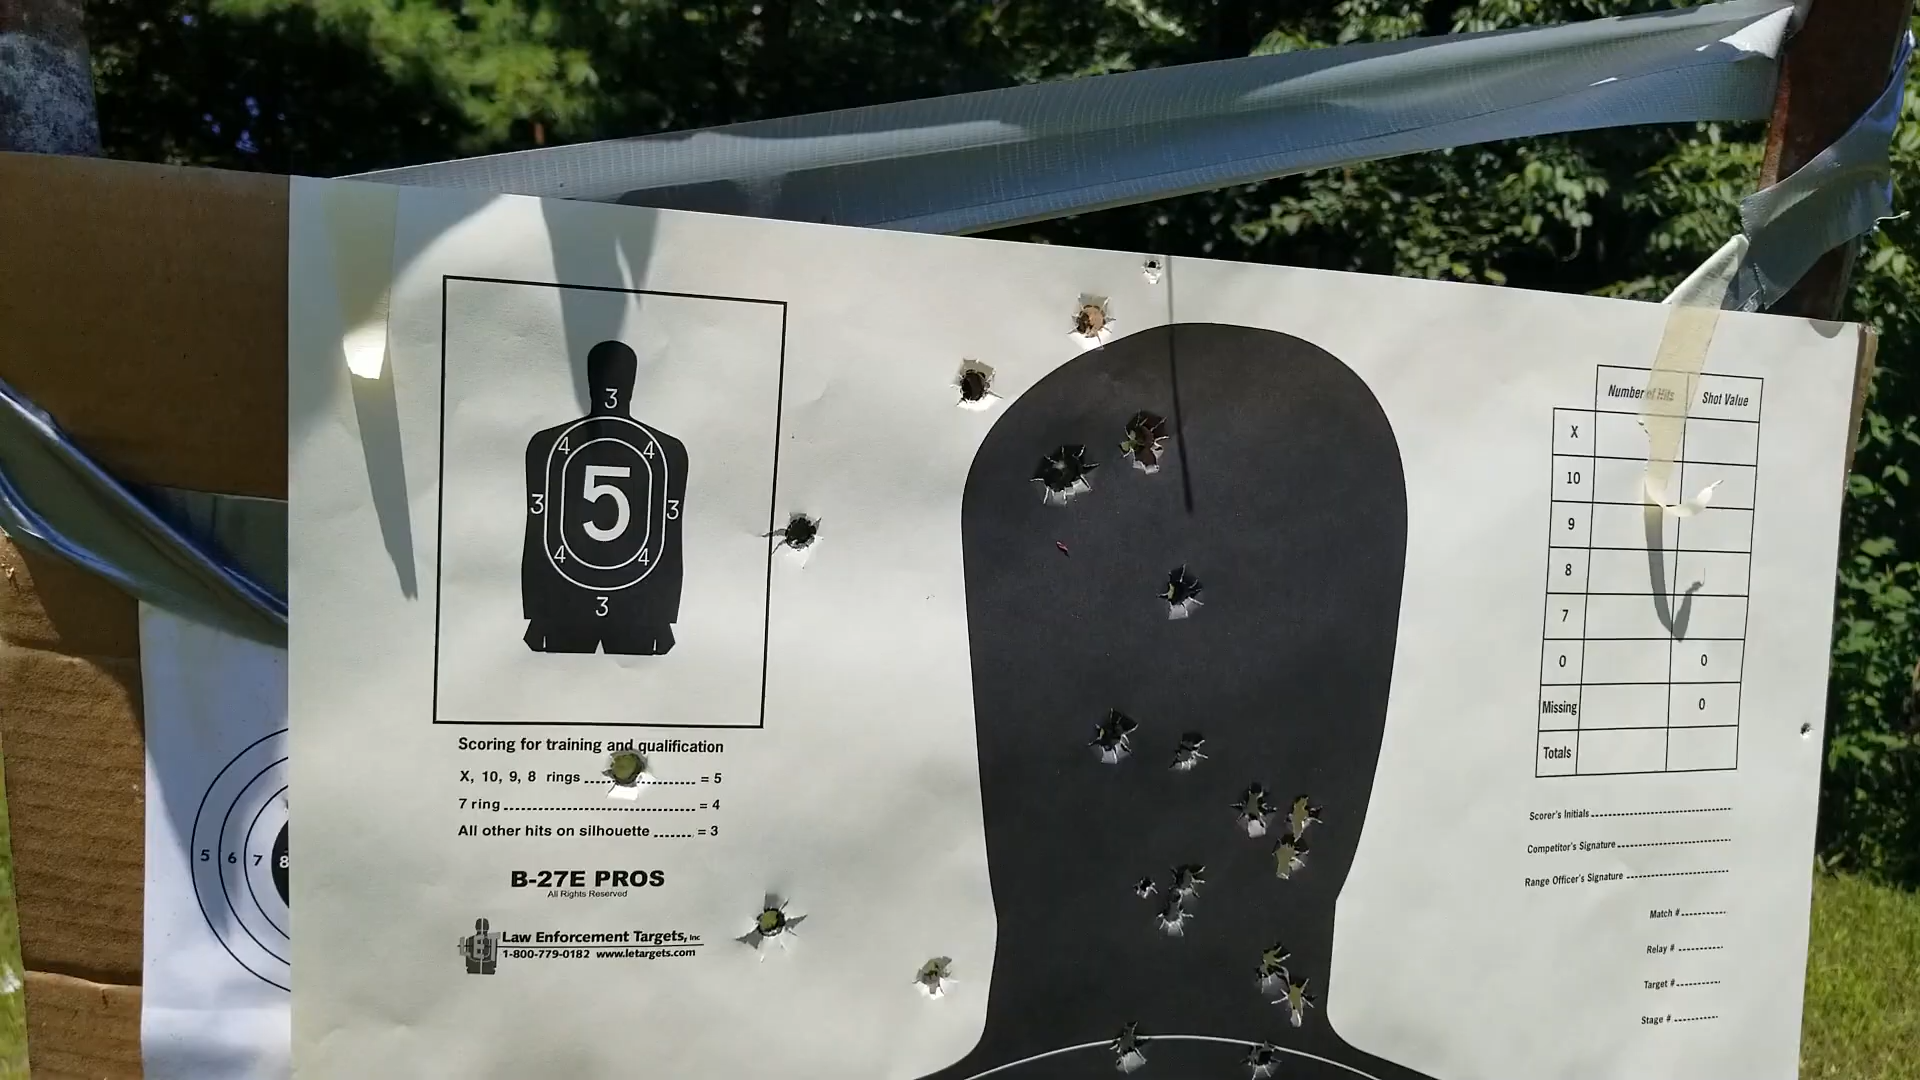 3
4 4
3 5 3
4 4
3
Scoring for training and qualification
X, 10, 9, 8 rings = 5
7 ring = 4
All other hits on silhouette = 3
B-27E PROS
All Rights Reserved
LET
Law Enforcement Targets, Inc
1-800-779-0182 www.letargets.com
5 6 7 8
Number of Hits Shot Value
X
10
9
8
7
0 0
Missing 0
Totals
Scorer's Initials
Competitor's Signature
Range Officer's Signature
Match #
Relay #
Target #
Stage #